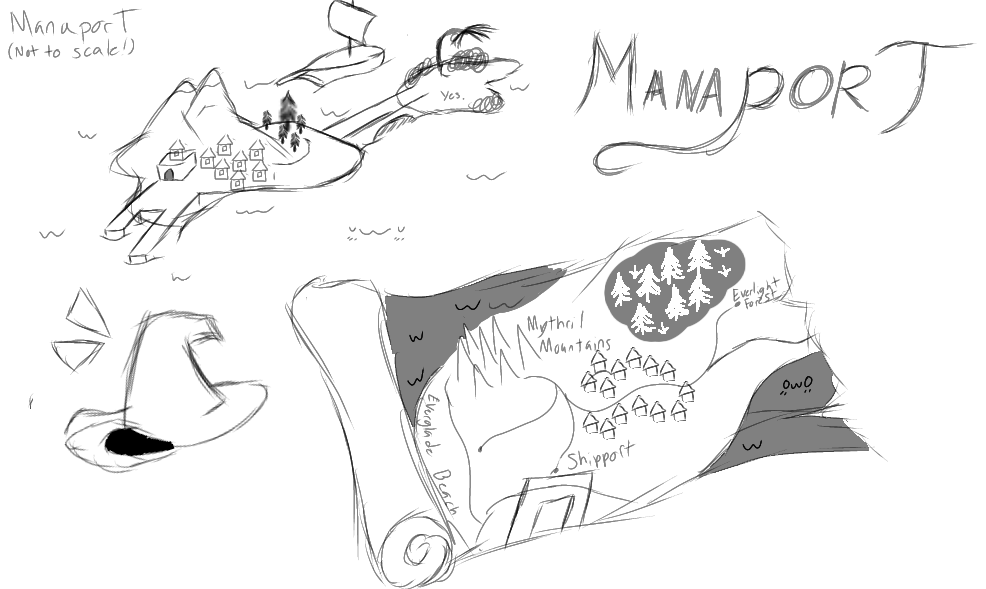 ManaporT
(Not to scale!)
Yes.
MANAPORT
Everlight
Forest
Mythril
Mountains
owo
Everglade Beach
Shipport